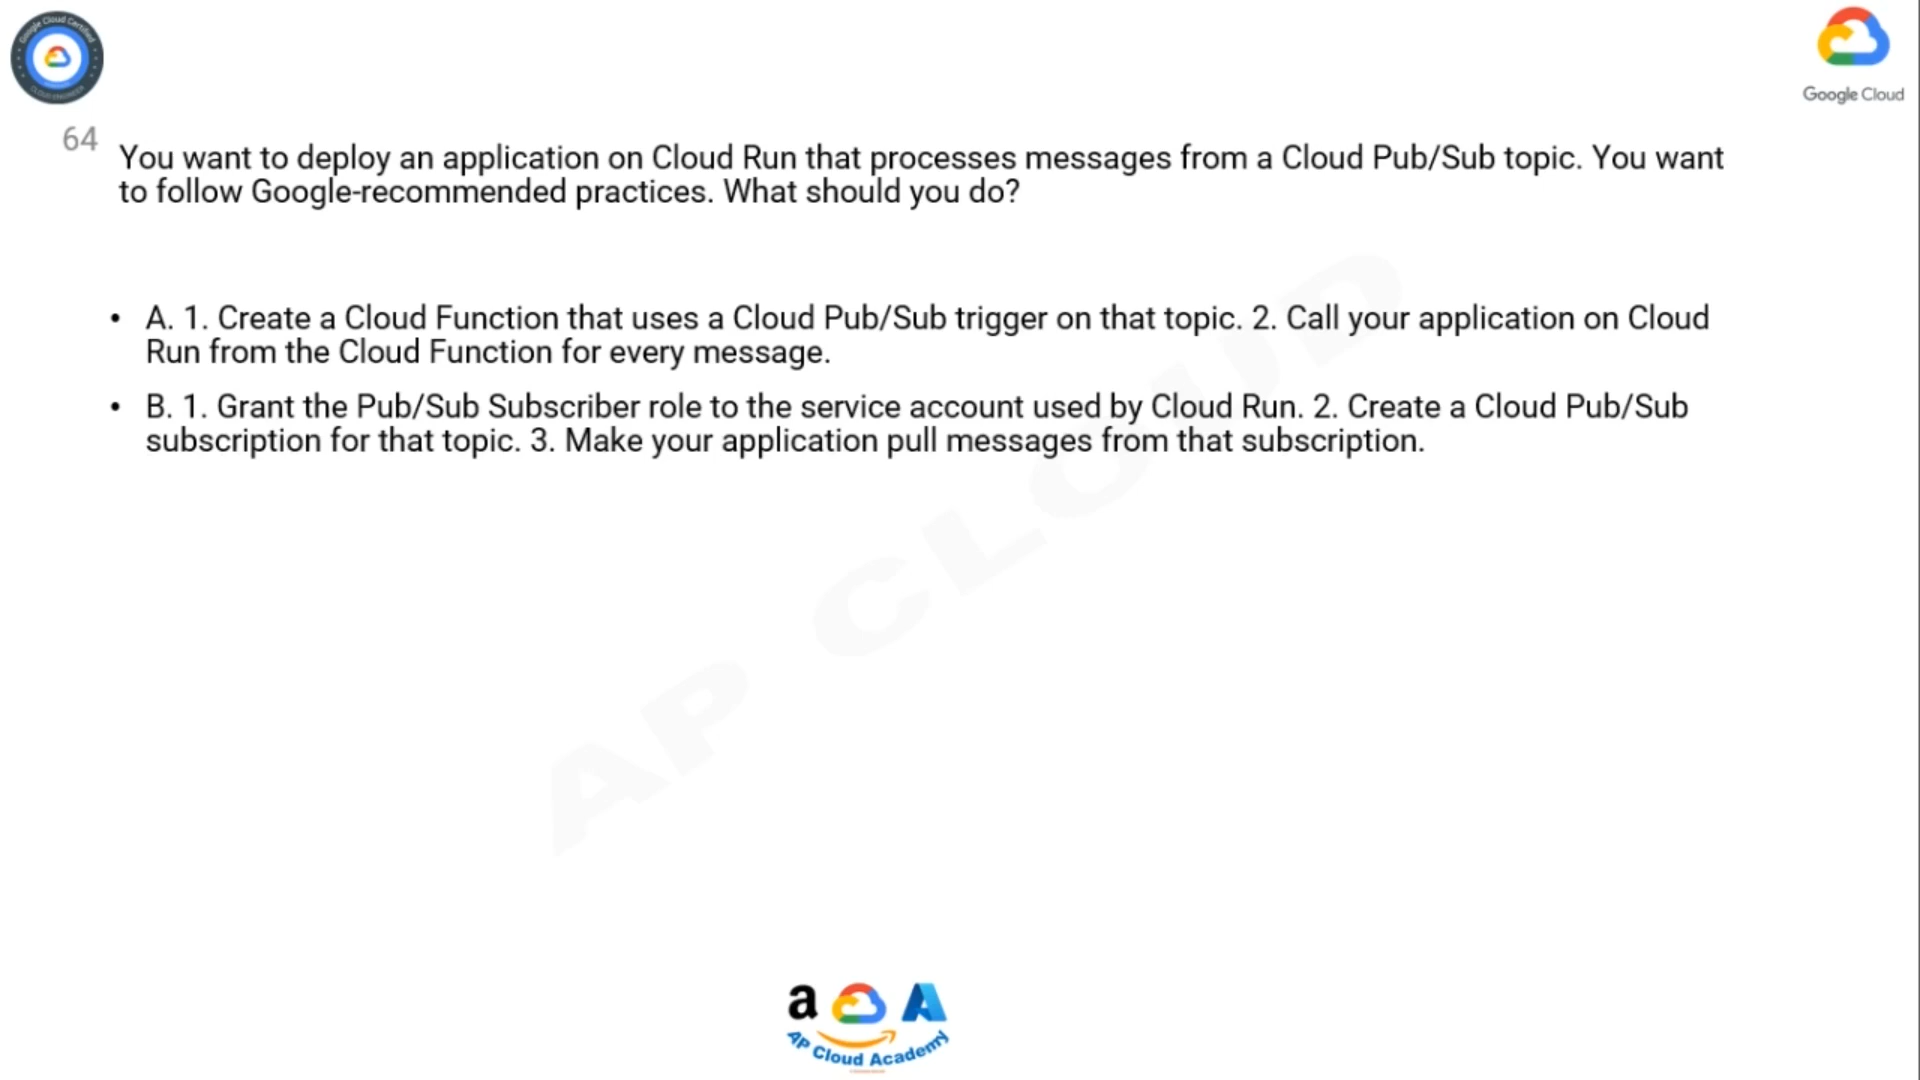 Google Cloud Certified
CLOUD ENGINEER
Google Cloud
64
You want to deploy an application on Cloud Run that processes messages from a Cloud Pub/Sub topic. You want
to follow Google-recommended practices. What should you do?
• A. 1. Create a Cloud Function that uses a Cloud Pub/Sub trigger on that topic. 2. Call your application on Cloud
Run from the Cloud Function for every message.
• B. 1. Grant the Pub/Sub Subscriber role to the service account used by Cloud Run. 2. Create a Cloud Pub/Sub
subscription for that topic. 3. Make your application pull messages from that subscription.
AP CLOUD
a
AP Cloud Academy